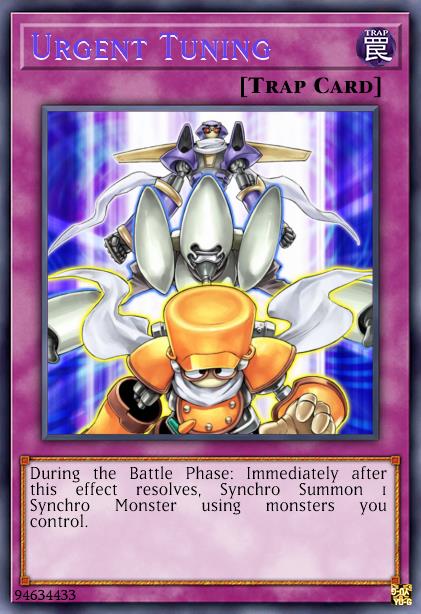 URGENT TUNING
TRAP
罠
[TRAP CARD]
During the Battle Phase: Immediately after
this effect resolves, Synchro Summon 1
Synchro Monster using monsters you
control.
94634433